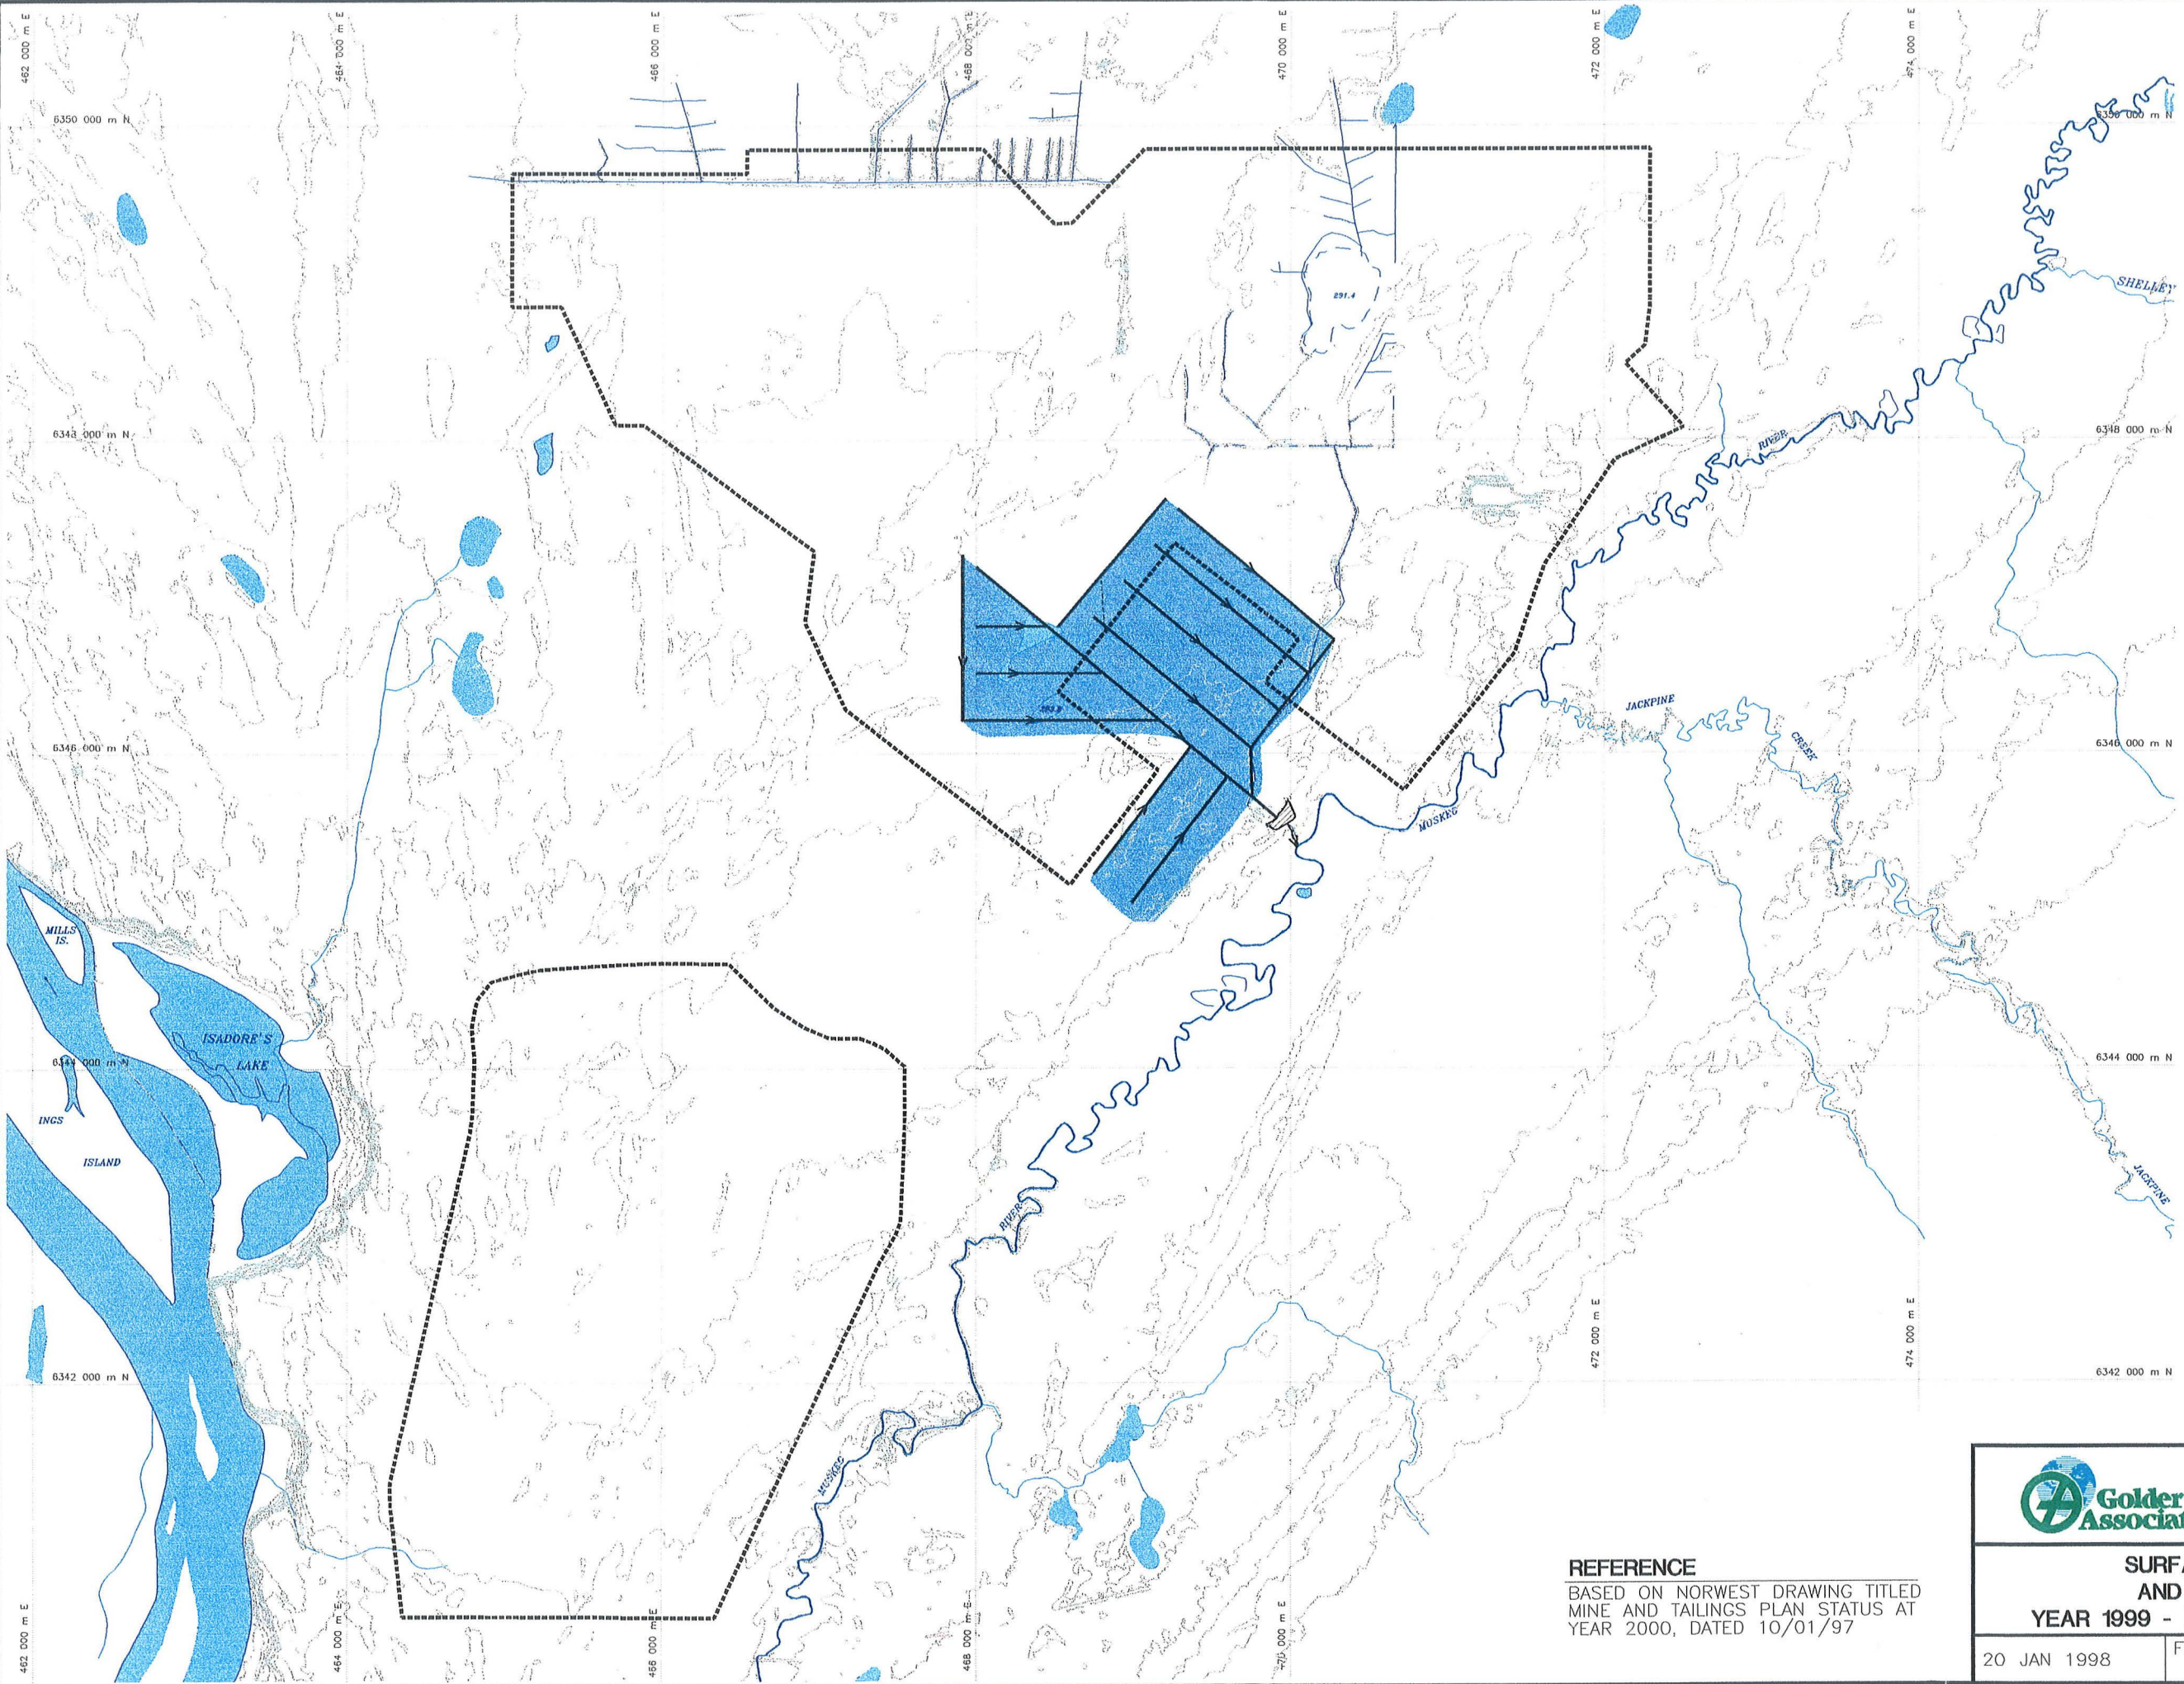 462 000 m E
464 000 m E
466 000 m E
468 000 m E
470 000 m E
472 000 m E
474 000 m E
6350 000 m N
6350 000 m N
SHELLEY
291.4
6348 000 m N
6348 000 m N
RIVER
JACKPINE
CREEK
6346 000 m N
6346 000 m N
MUSKEG
MILLS
IS.
ISADORE'S
LAKE
6344 000 m N
6344 000 m N
INGS
ISLAND
JACKPINE
RIVER
6342 000 m N
6342 000 m N
472 000 m E
474 000 m E
MUSKEG
REFERENCE
BASED ON NORWEST DRAWING TITLED
MINE AND TAILINGS PLAN STATUS AT
YEAR 2000, DATED 10/01/97
Golder
Associat
SURFA
AND
YEAR 1999 -
20 JAN 1998
F
462 000 m E
464 000 m E
466 000 m E
468 000 m E
470 000 m E